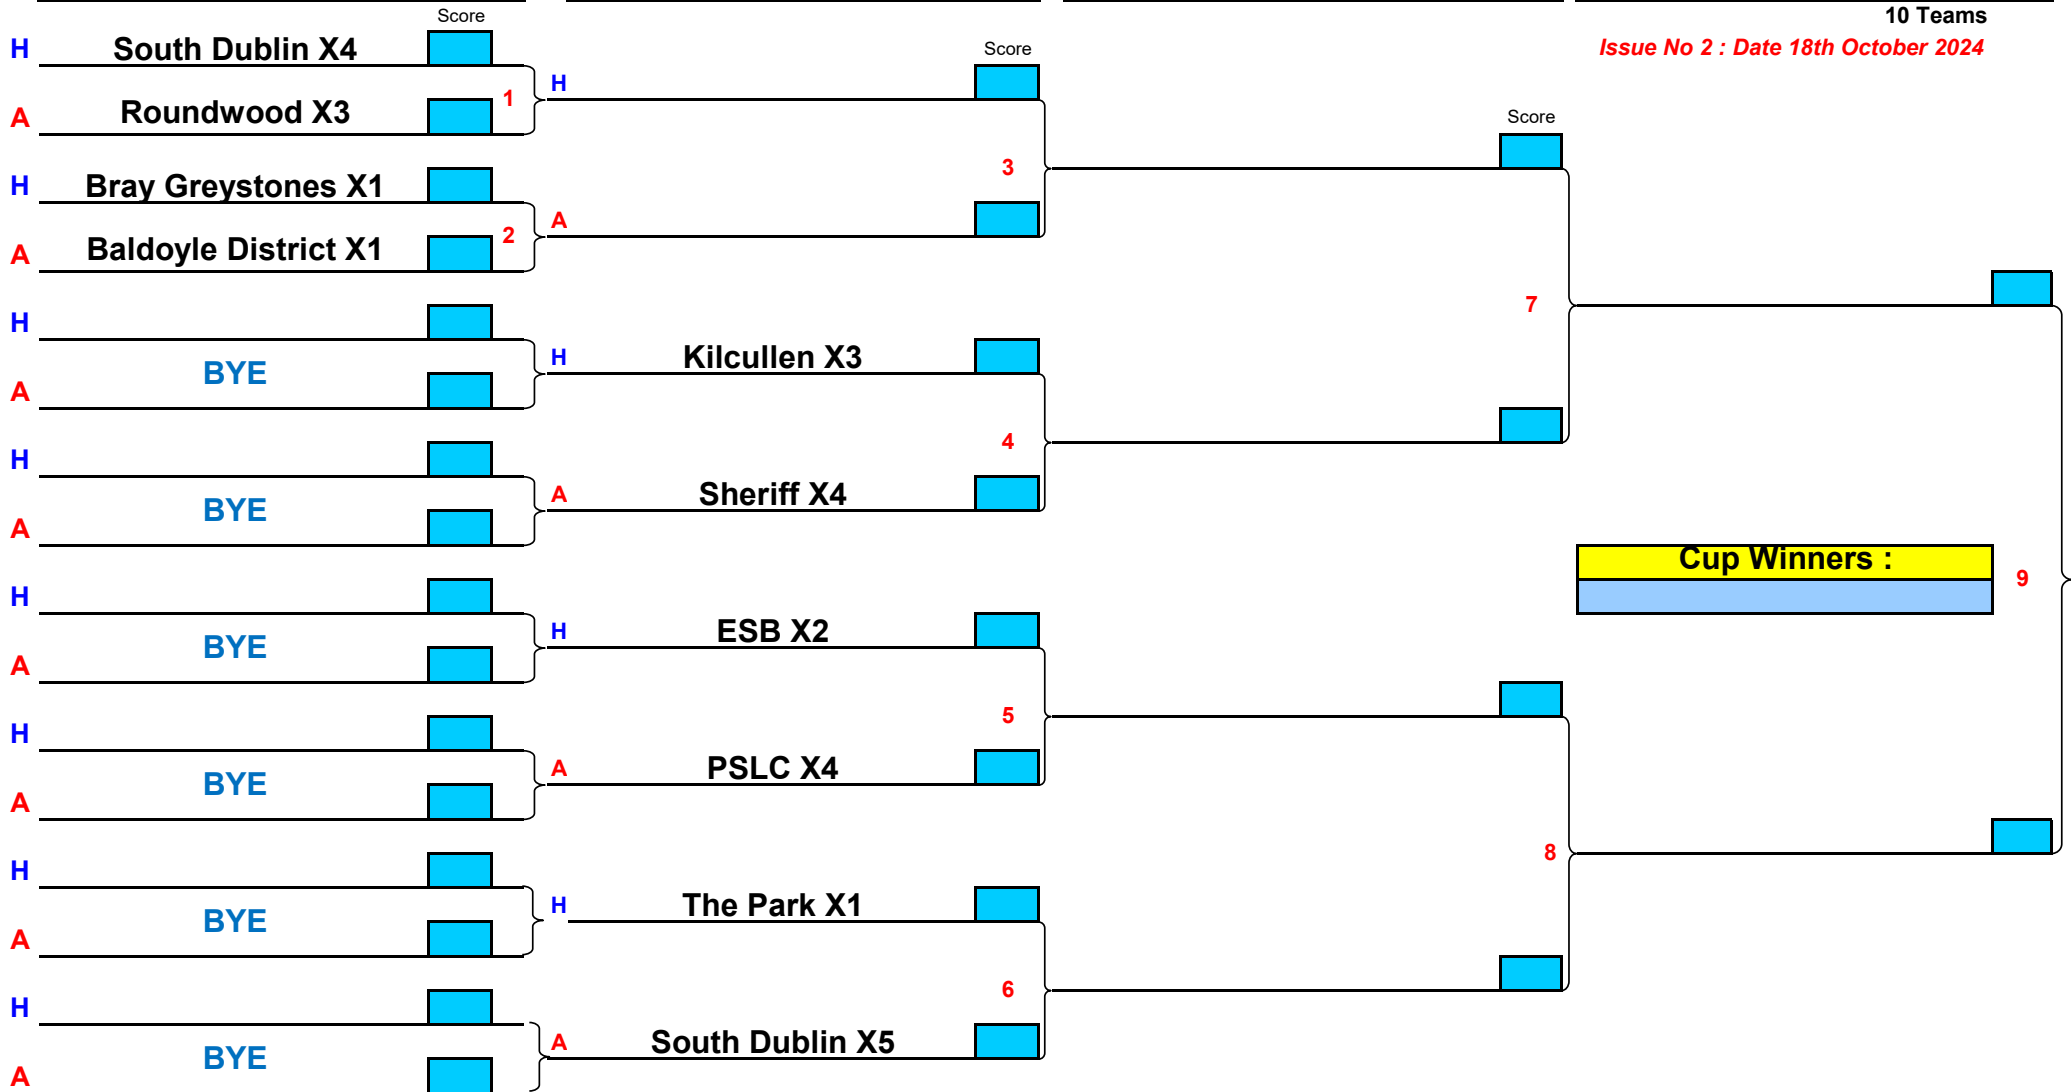 Score
10 Teams
H South Dublin X4
Score
Issue No 2 : Date 18th October 2024
H
1
A Roundwood X3
Score
3
H Bray Greystones X1
A
2
A Baldoyle District X1
7
H
H Kilcullen X3
BYE
A
4
H
A Sheriff X4
BYE
A
Cup Winners :
9
H
H ESB X2
BYE
A
5
H
A PSLC X4
BYE
A
8
H
H The Park X1
BYE
A
6
H
A South Dublin X5
BYE
A